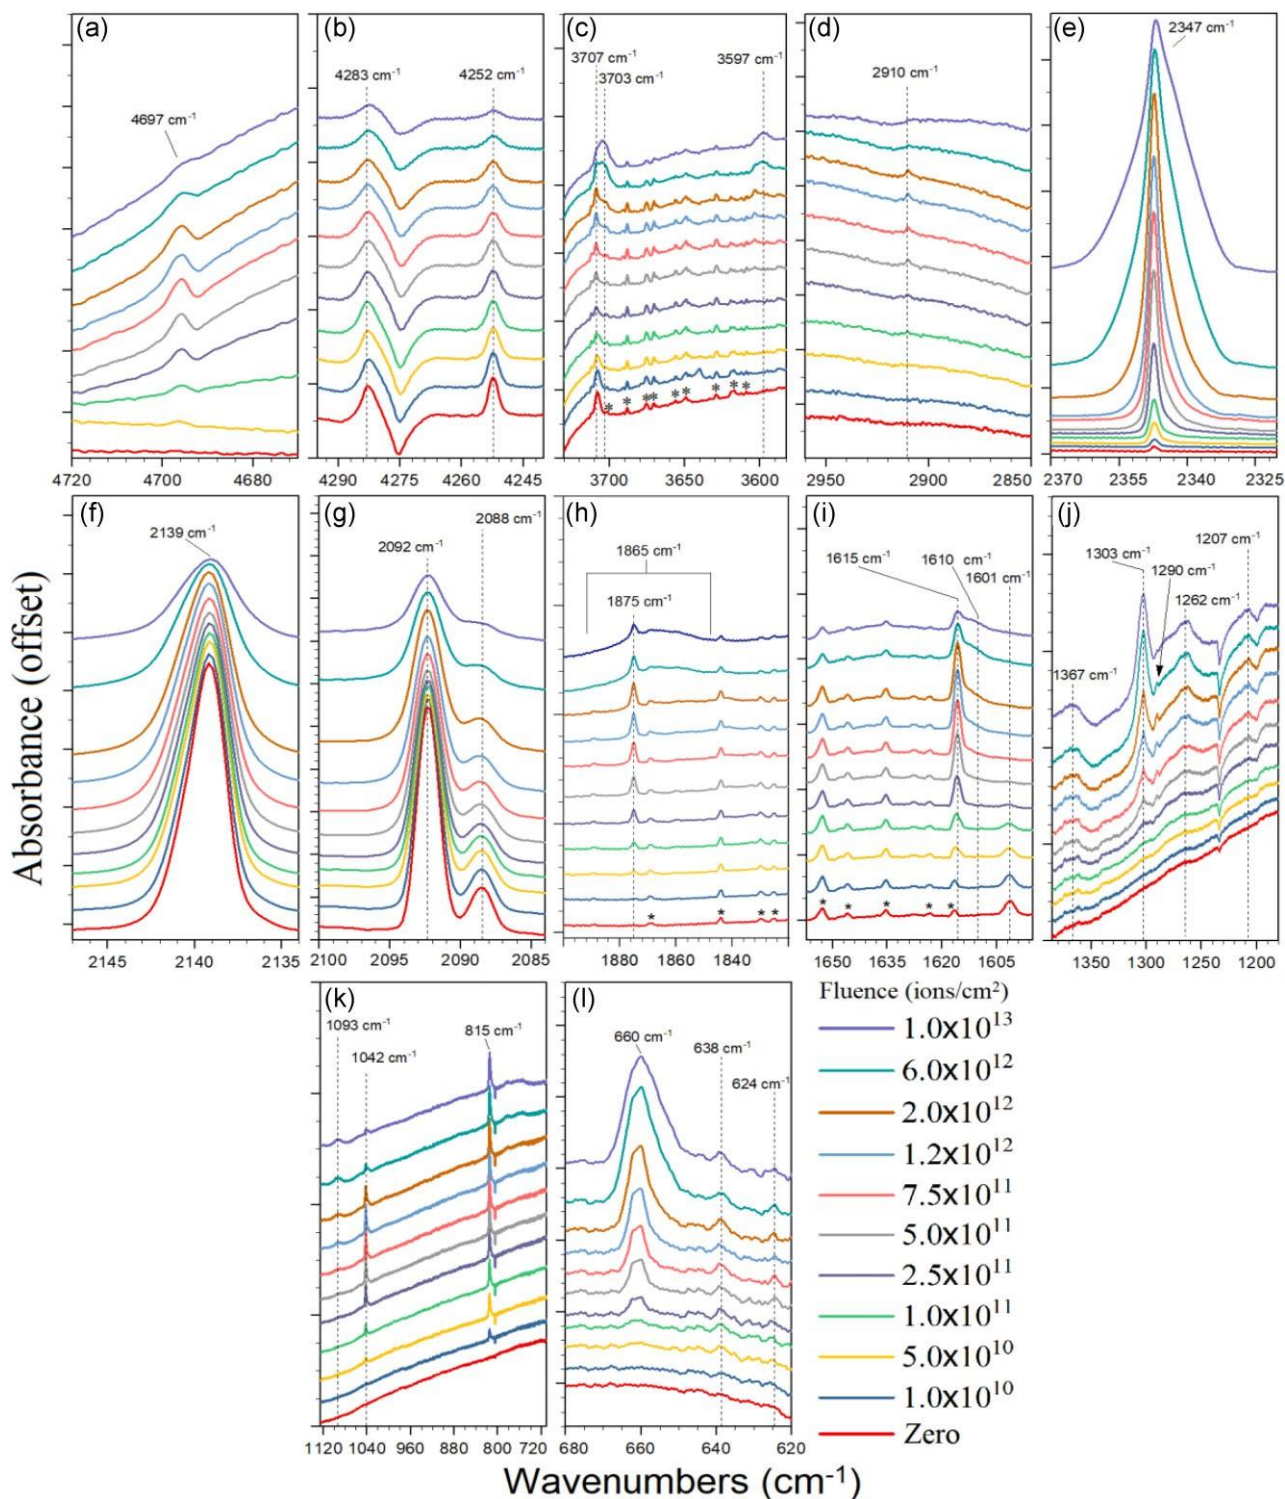 (a) (b) (c) (d) (e)
4697 cm⁻¹
4283 cm⁻¹ 4252 cm⁻¹
3707 cm⁻¹ 3597 cm⁻¹
3703 cm⁻¹
2910 cm⁻¹
2347 cm⁻¹
* * * * * * * * *
4720 4700 4680 4290 4275 4260 4245 3700 3650 3600 2950 2900 2850 2370 2355 2340 2325
(f) (g) (h) (i) (j)
2139 cm⁻¹
2088 cm⁻¹
2092 cm⁻¹
1865 cm⁻¹
1875 cm⁻¹
* * * *
1615 cm⁻¹ 1610 cm⁻¹
1601 cm⁻¹
* * * * *
1207 cm⁻¹
1303 cm⁻¹
1290 cm⁻¹
1262 cm⁻¹
1367 cm⁻¹
2145 2140 2135 2100 2095 2090 2085 1880 1860 1840 1650 1635 1620 1605 1350 1300 1250 1200
Absorbance (offset)
(k) (l)
1093 cm⁻¹
1042 cm⁻¹ 815 cm⁻¹
660 cm⁻¹ 638 cm⁻¹
624 cm⁻¹
1120 1040 960 880 800 720 680 660 640 620
Wavenumbers (cm⁻¹)
Fluence (ions/cm²)
1.0x10¹³
6.0x10¹²
2.0x10¹²
1.2x10¹²
7.5x10¹¹
5.0x10¹¹
2.5x10¹¹
1.0x10¹¹
5.0x10¹⁰
1.0x10¹⁰
Zero